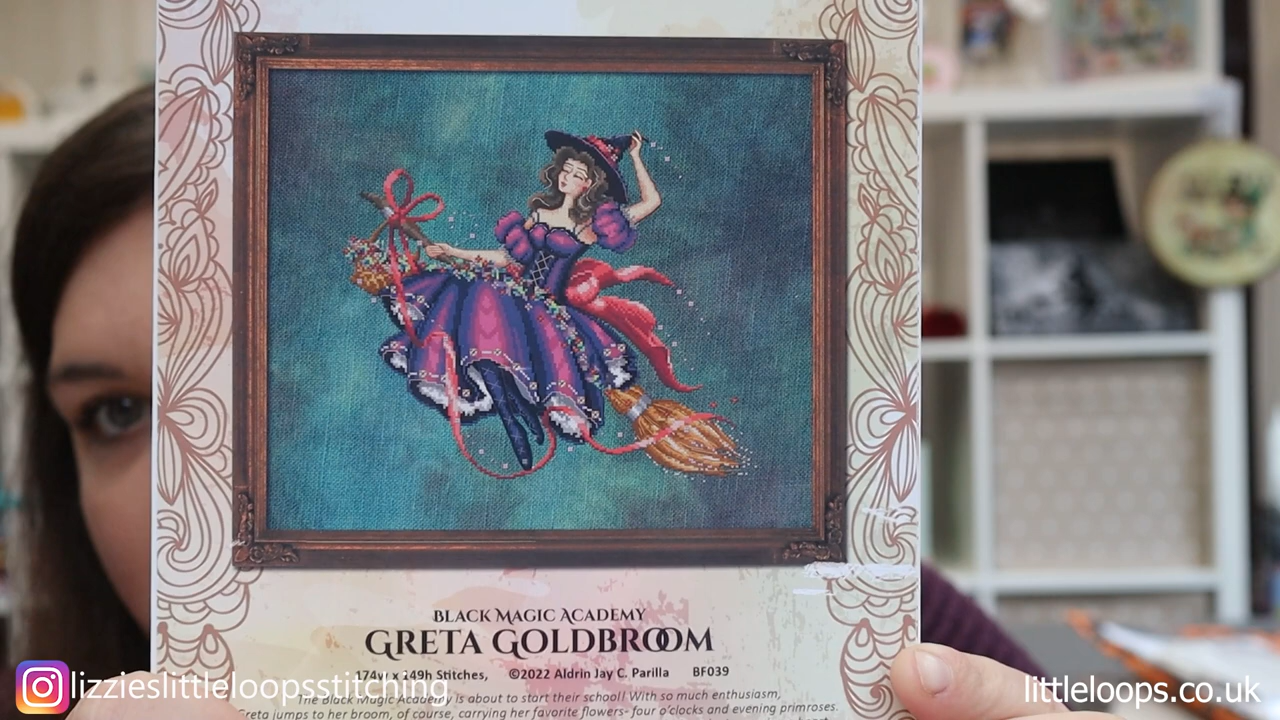 BLACK MAGIC ACADEMY
GRETA GOLDBROOM
174w x 149h Stitches, ©2022 Aldrin Jay C. Parilla BF039
The Black Magic Academy is about to start their school! With so much enthusiasm,
Greta jumps to her broom, of course, carrying her favorite flowers- four o'clocks and evening primroses.
lizzieslittleloopsstitching
littleloops.co.uk